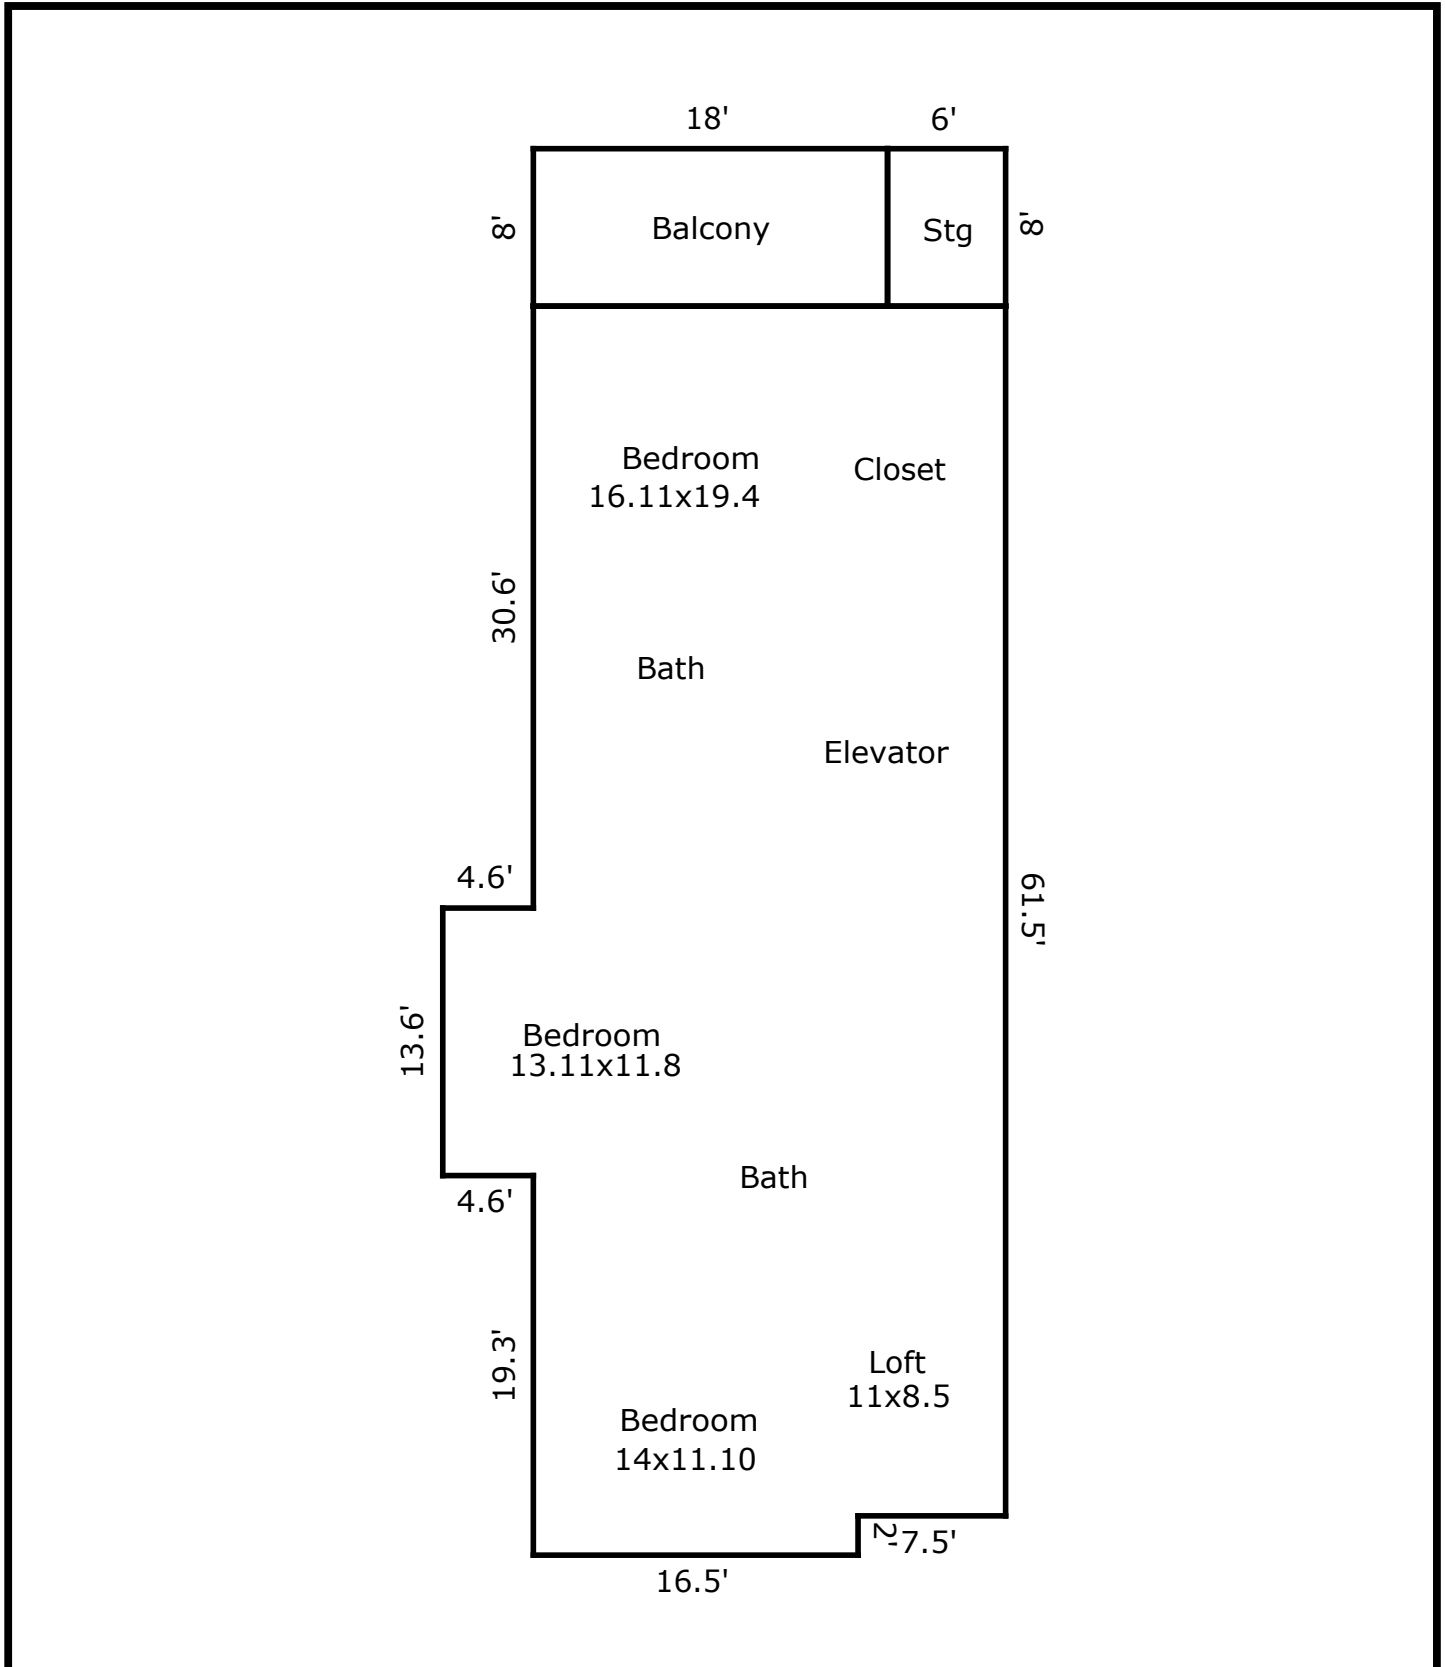 18'
6'
8'
Balcony
Stg
8'
Bedroom
16.11x19.4
Closet
30.6'
Bath
Elevator
4.6'
61.5'
13.6'
Bedroom
13.11x11.8
Bath
4.6'
19.3'
Loft
11x8.5
Bedroom
14x11.10
2'
7.5'
16.5'